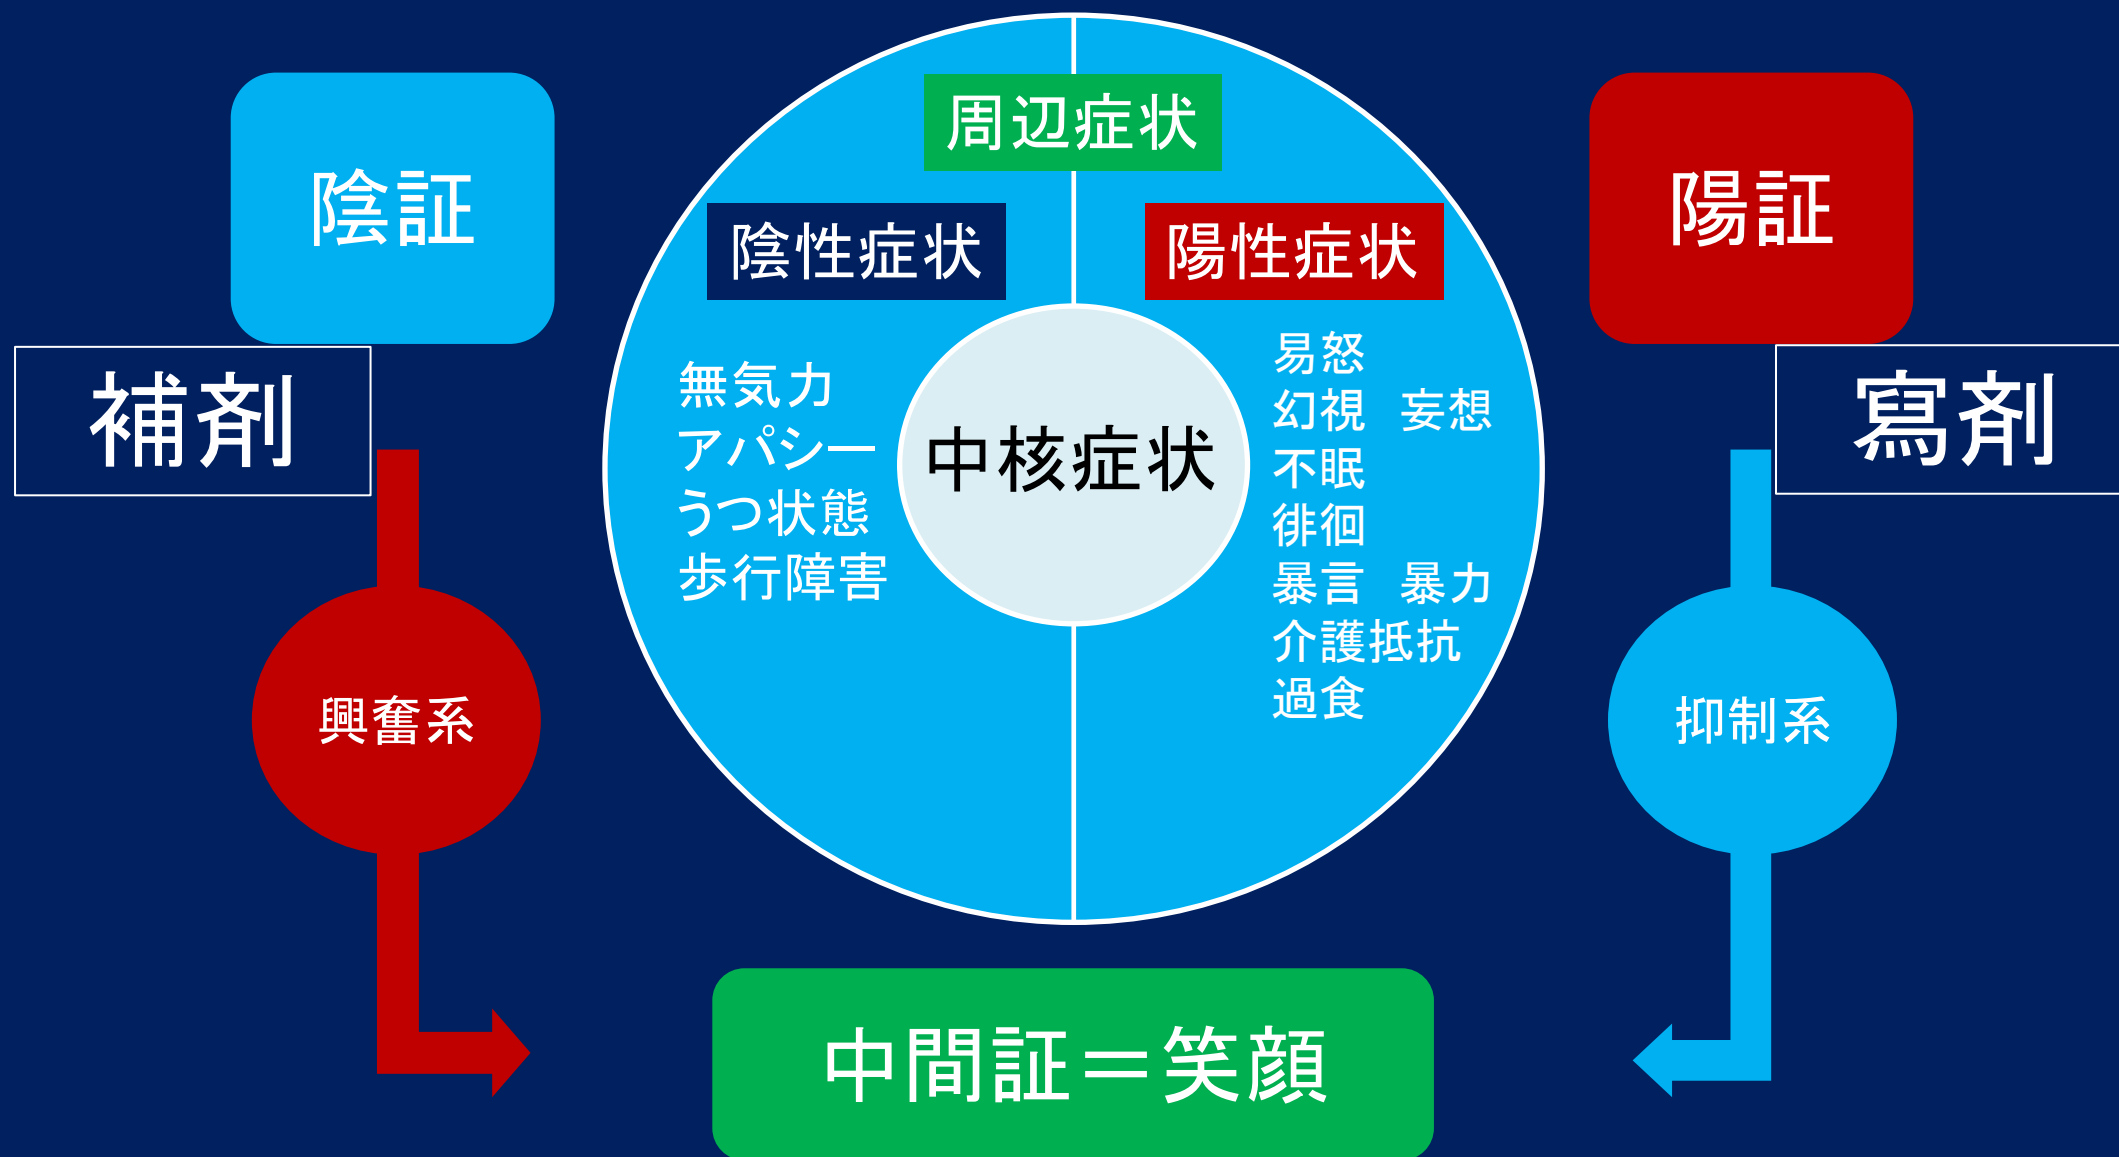 周辺症状
陰証
陽証
陰性症状
陽性症状
補剤
寫剤
無気力
アパシー
うつ状態
歩行障害
中核症状
易怒
幻視　妄想
不眠
徘徊
暴言　暴力
介護抵抗
過食
興奮系
抑制系
中間証＝笑顔